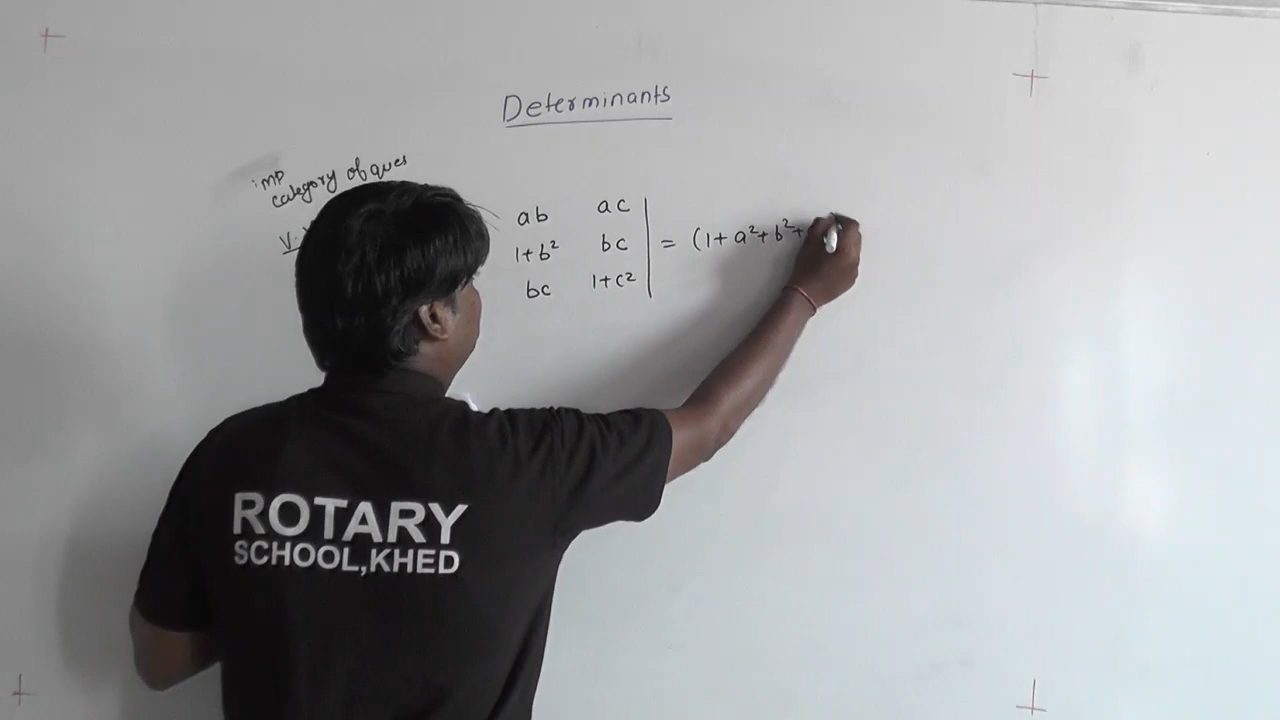 Determinants
imp
category of ques
V.
ab ac
1+b² bc = (1+a²+b²+
bc 1+c²
ROTARY
SCHOOL,KHED